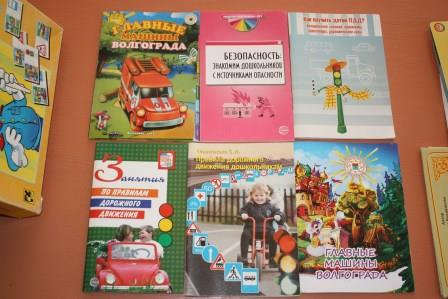 ГЛАВНЫЕ
МАШИНЫ
ВОЛГОГРАДА
БЕЗОПАСНОСТЬ:
ЗНАКОМИМ ДОШКОЛЬНИКОВ
С ИСТОЧНИКАМИ ОПАСНОСТИ
Как научить детей ПДД?
Занятия
ПО ПРАВИЛАМ
ДОРОЖНОГО
ДВИЖЕНИЯ
Правила дорожного
движения дошкольникам
ГЛАВНЫЕ
МАШИНЫ
ВОЛГОГРАДА